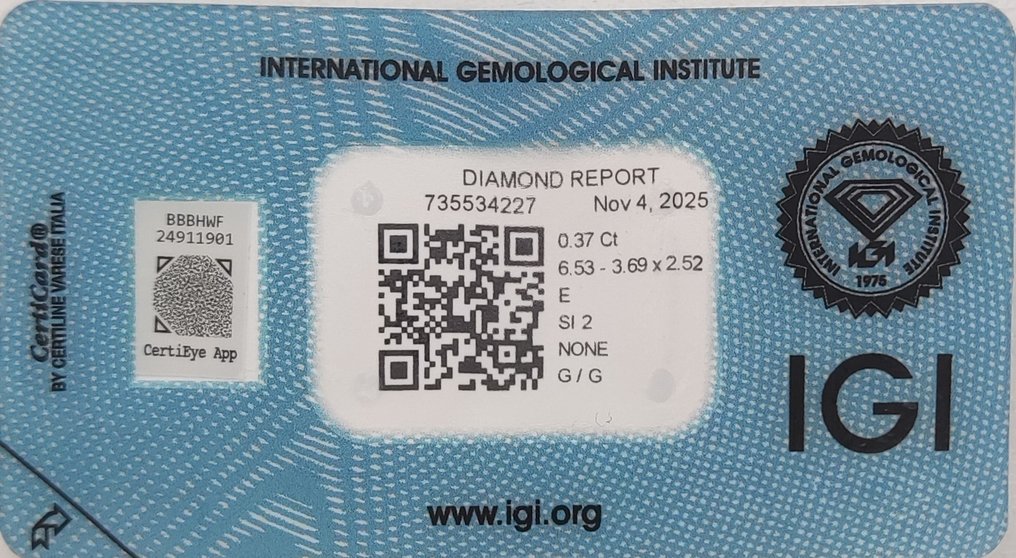 INTERNATIONAL GEMOLOGICAL INSTITUTE
CertiCard®
BY CERTILINE VARESE ITALIA
BBBHWF
24911901
CertiEye App
DIAMOND REPORT
735534227 Nov 4, 2025
0.37 Ct
6.53 - 3.69 x 2.52
E
SI 2
NONE
G / G
INTERNATIONAL GEMOLOGICAL INSTITUTE
IGI
1975
IGI
www.igi.org